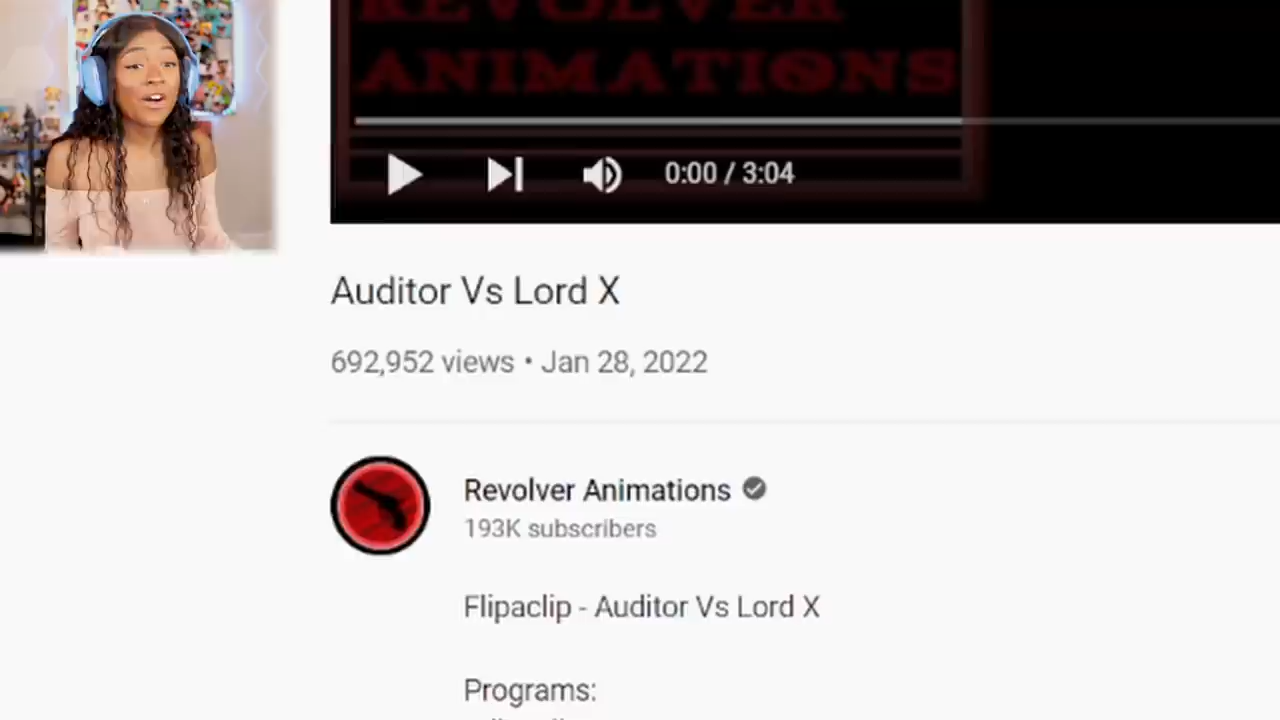 REVOLVER
ANIMATIONS
0:00 / 3:04
Auditor Vs Lord X
692,952 views • Jan 28, 2022
Revolver Animations
193K subscribers
Flipaclip - Auditor Vs Lord X
Programs: